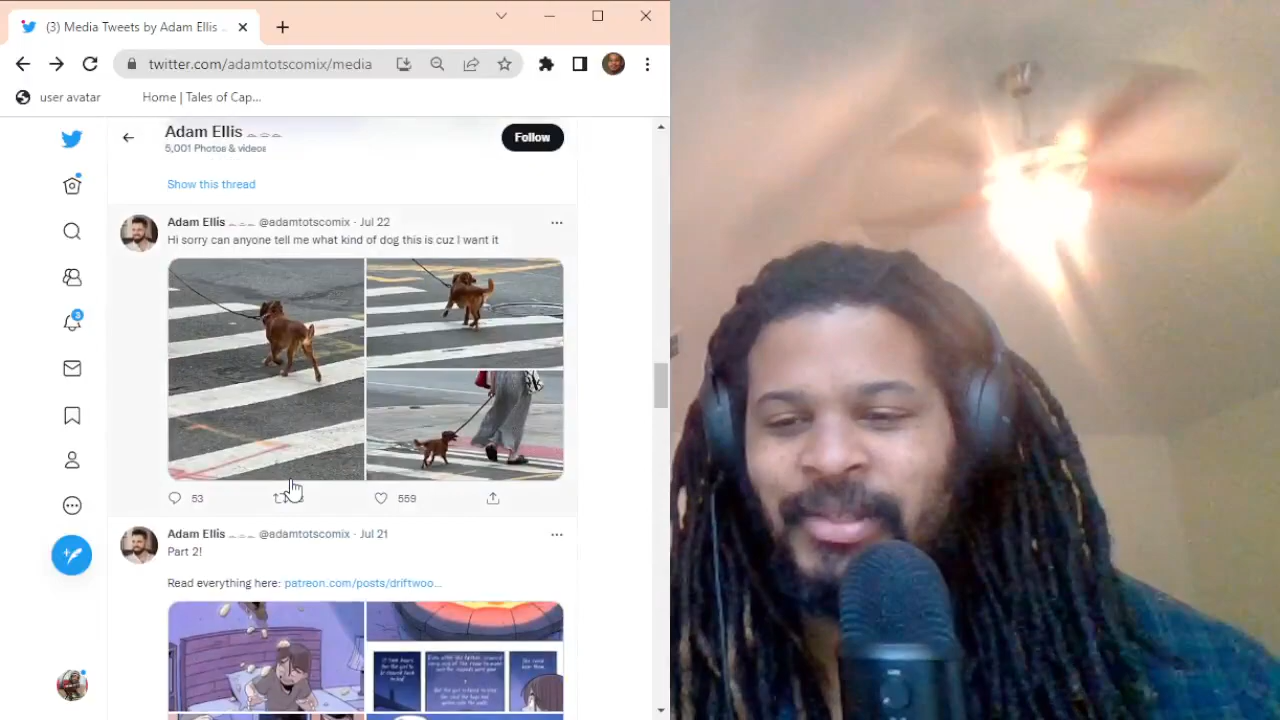 (3) Media Tweets by Adam Ellis
twitter.com/adamtotscomix/media
user avatar
Home | Tales of Cap...
Adam Ellis
5,001 Photos & videos
Follow
Show this thread
Adam Ellis @adamtotscomix · Jul 22
Hi sorry can anyone tell me what kind of dog this is cuz I want it
3
53
559
Adam Ellis @adamtotscomix · Jul 21
Part 2!
Read everything here: patreon.com/posts/driftwoo...